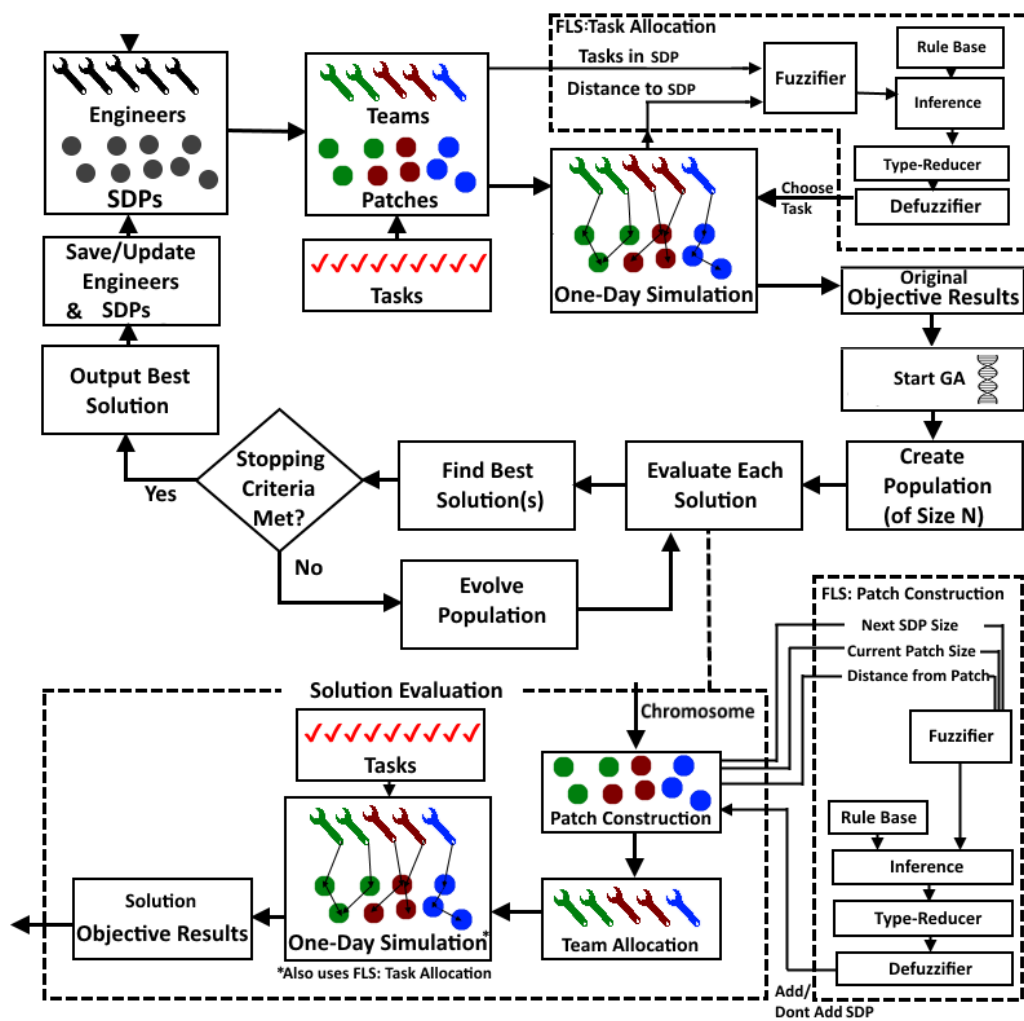 FLS:Task Allocation
Tasks in SDP
Distance to SDP
Fuzzifier
Rule Base
Inference
Type-Reducer
Defuzzifier
Choose
Task
Engineers
SDPs
Teams
Patches
Tasks
One-Day Simulation
Save/Update
Engineers
& SDPs
Original
Objective Results
Start GA
Output Best
Solution
Stopping
Criteria
Met?
Yes
No
Find Best
Solution(s)
Evaluate Each
Solution
Create
Population
(of Size N)
Evolve
Population
FLS: Patch Construction
Next SDP Size
Current Patch Size
Distance from Patch
Fuzzifier
Rule Base
Inference
Type-Reducer
Defuzzifier
Add/
Dont Add SDP
Solution Evaluation
Chromosome
Tasks
Patch Construction
Team Allocation
One-Day Simulation*
*Also uses FLS: Task Allocation
Solution
Objective Results